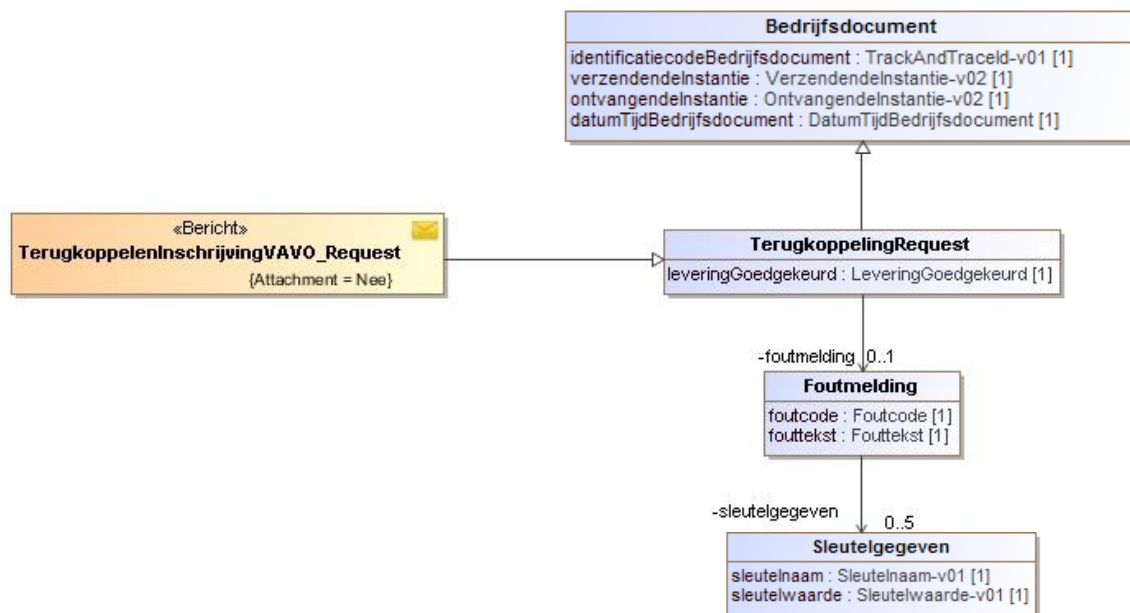 Bedrijfsdocument
identificatiecodeBedrijfsdocument : TrackAndTraceId-v01 [1]
verzendendeInstantie : VerzendendeInstantie-v02 [1]
ontvangendeInstantie : OntvangendeInstantie-v02 [1]
datumTijdBedrijfsdocument : DatumTijdBedrijfsdocument [1]
«Bericht»
TerugkoppelenInschrijvingVAVO_Request
{Attachment = Nee}
TerugkoppelingRequest
leveringGoedgekeurd : LeveringGoedgekeurd [1]
-foutmelding 0..1
Foutmelding
foutcode : Foutcode [1]
fouttekst : Fouttekst [1]
-sleutelgegeven 0..5
Sleutelgegeven
sleutelnaam : Sleutelnaam-v01 [1]
sleutelwaarde : Sleutelwaarde-v01 [1]